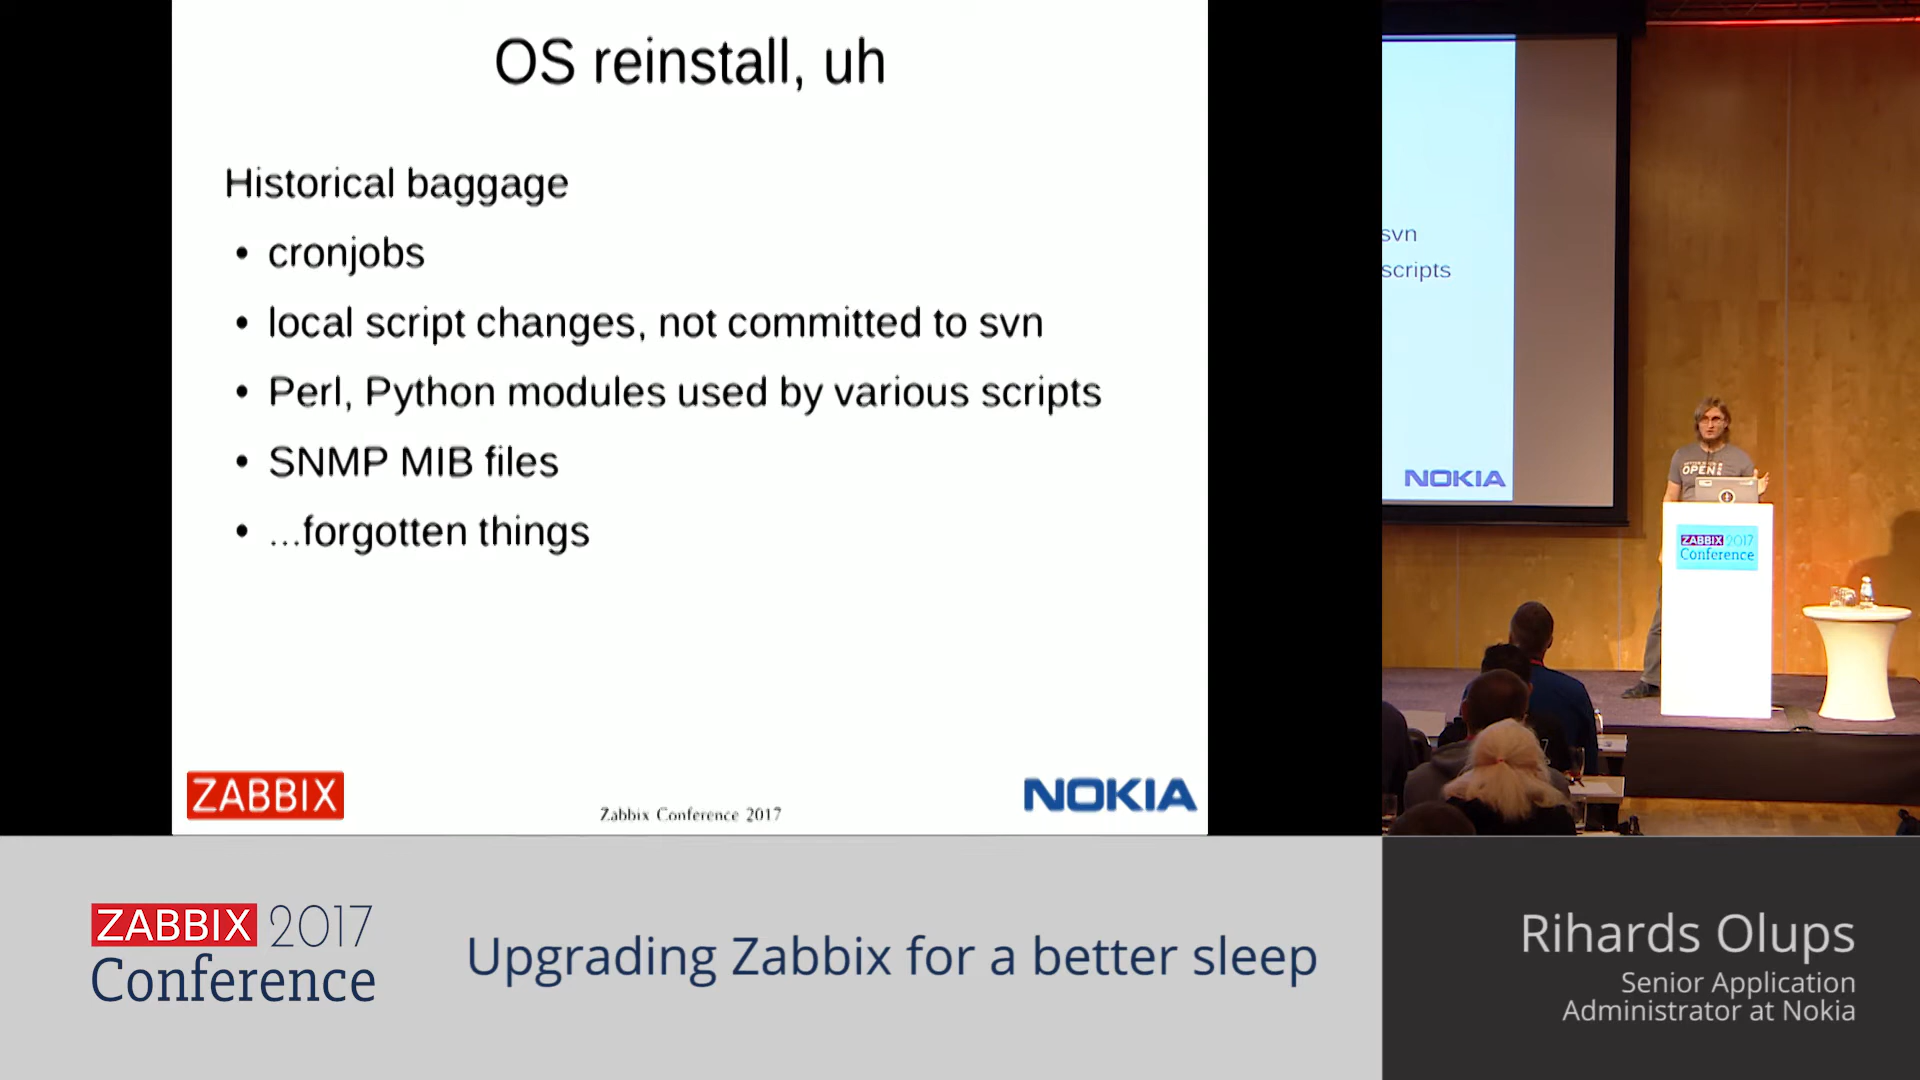 OS reinstall, uh
Historical baggage
• cronjobs
• local script changes, not committed to svn
• Perl, Python modules used by various scripts
• SNMP MIB files
• ...forgotten things
ZABBIX
Zabbix Conference 2017
NOKIA
svn
scripts
NOKIA
OPEN
ZABBIX 2017
Conference
ZABBIX 2017
Conference
Upgrading Zabbix for a better sleep
Rihards Olups
Senior Application
Administrator at Nokia